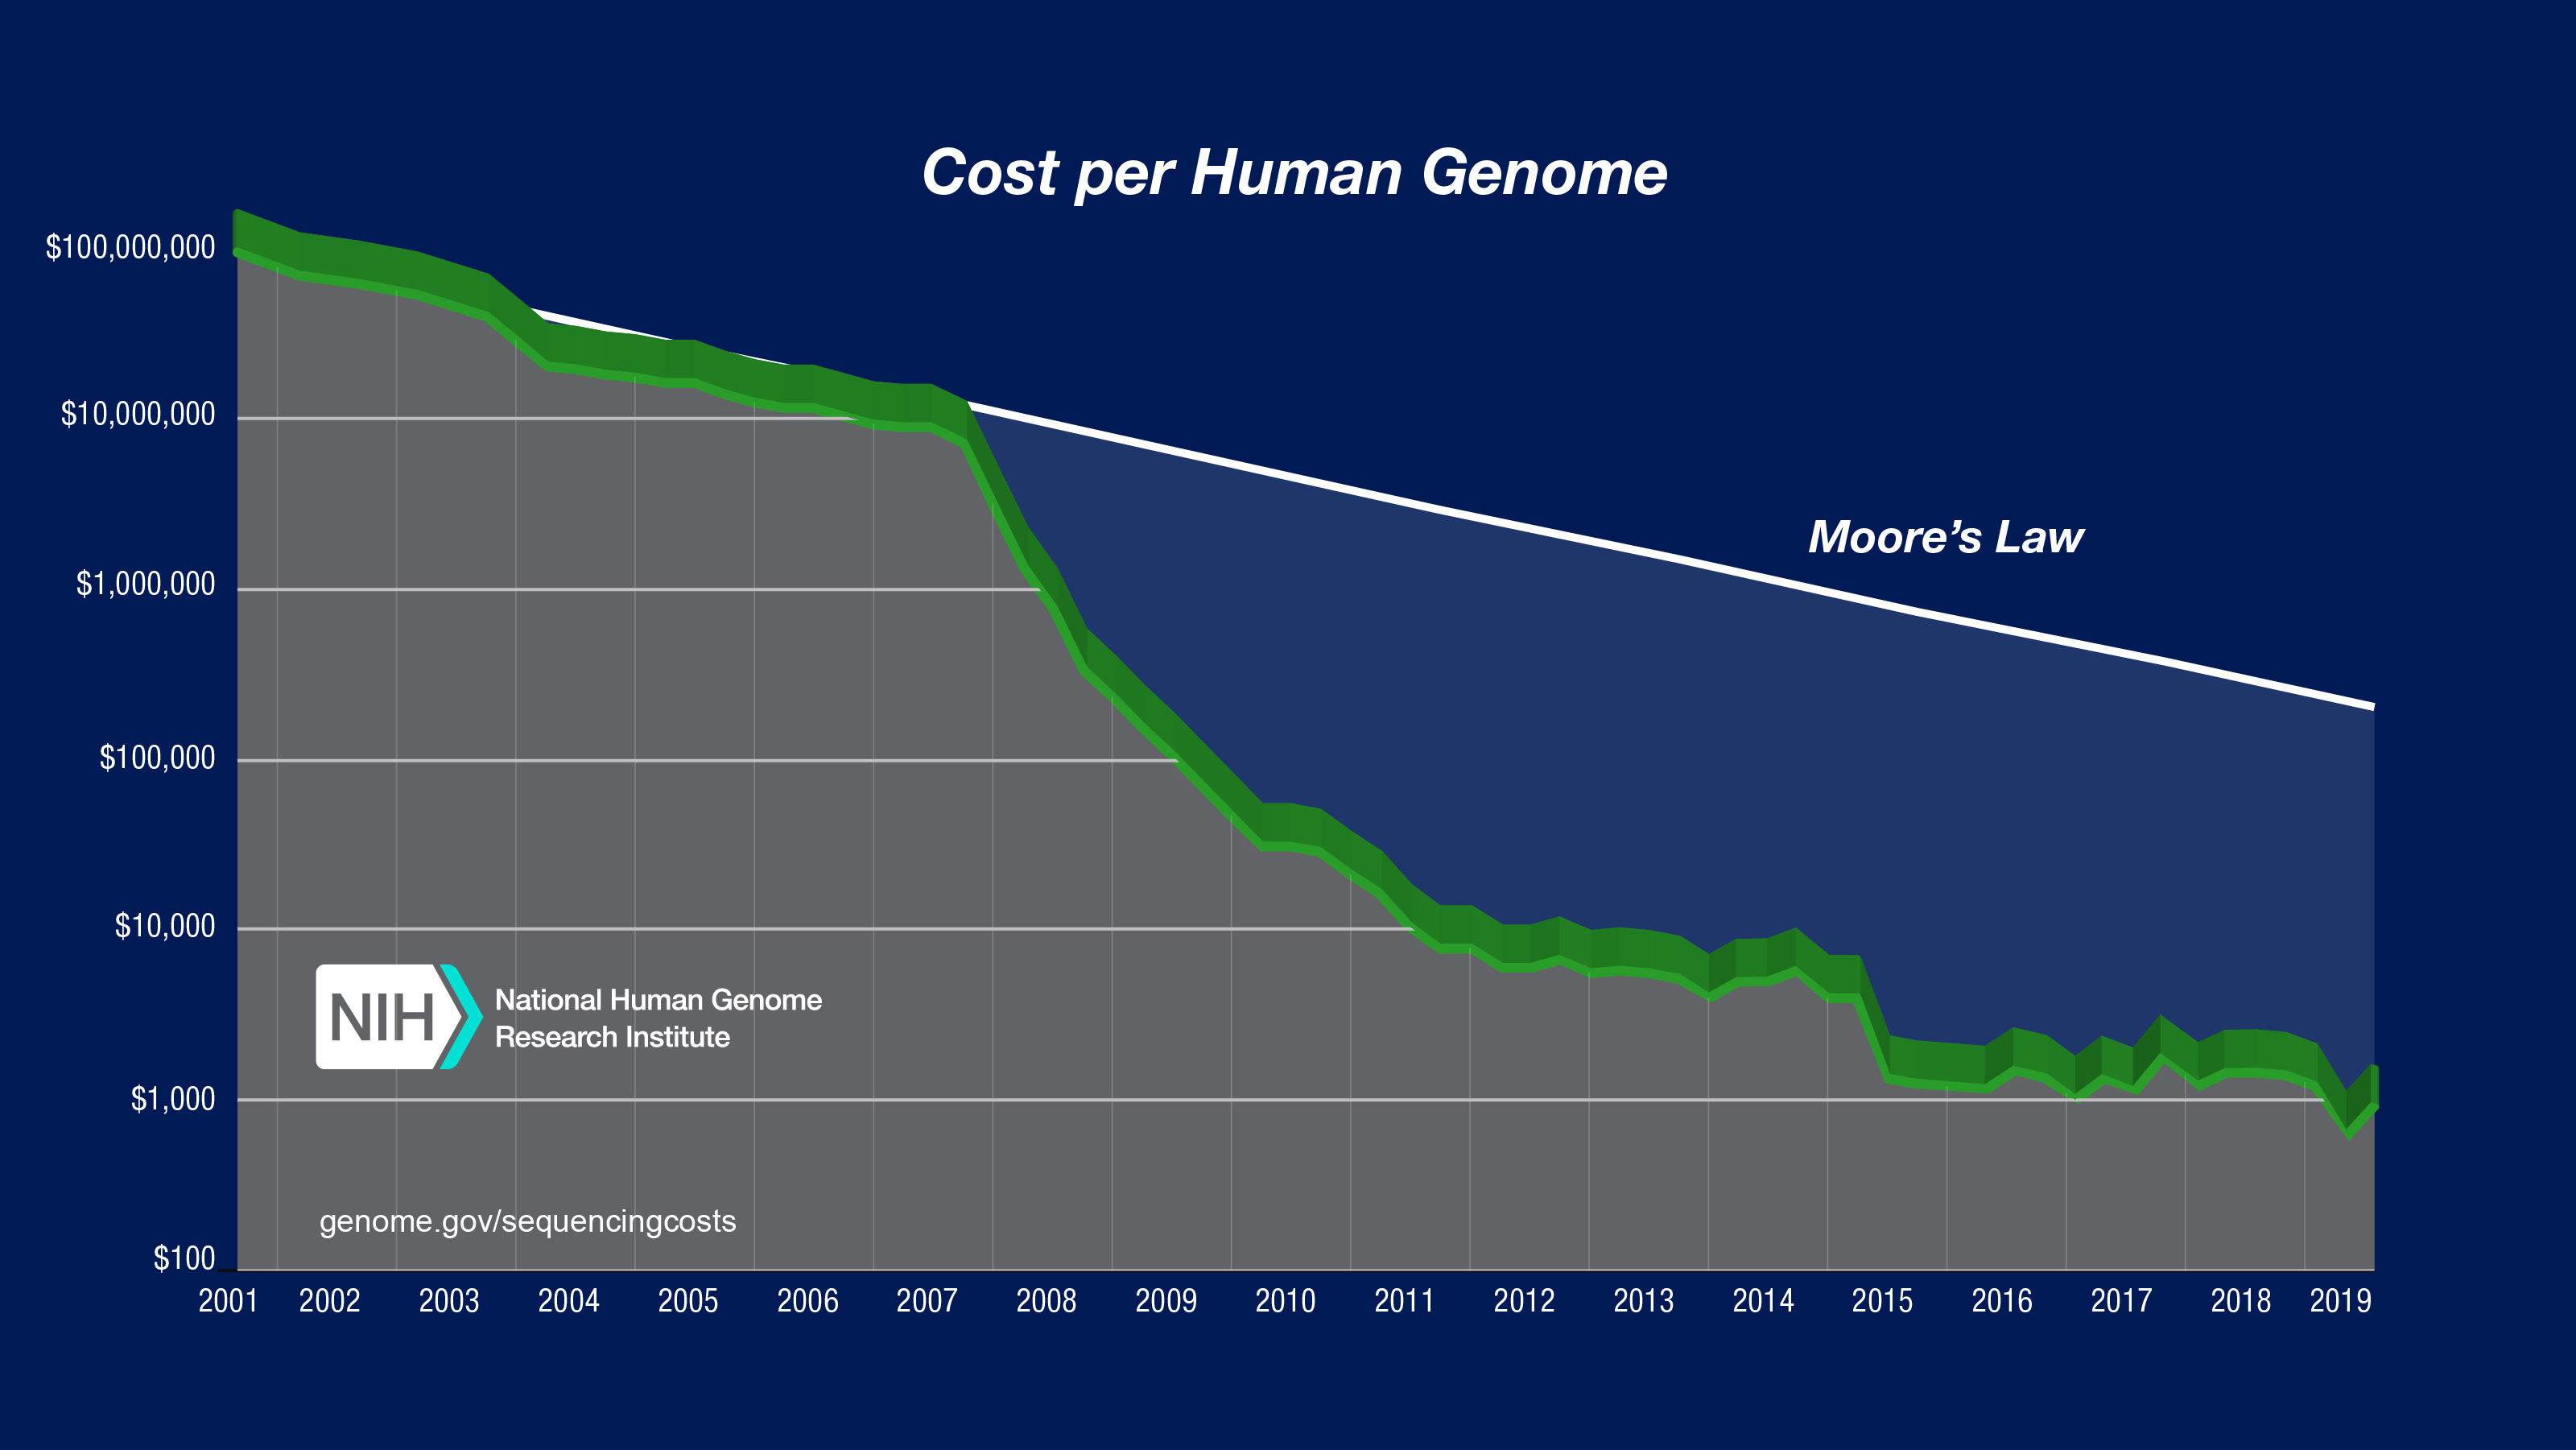 Cost per Human Genome
$100,000,000
$10,000,000
$1,000,000
$100,000
$10,000
$1,000
$100
Moore’s Law
NIH
National Human Genome
Research Institute
genome.gov/sequencingcosts
2001 2002 2003 2004 2005 2006 2007 2008 2009 2010 2011 2012 2013 2014 2015 2016 2017 2018 2019